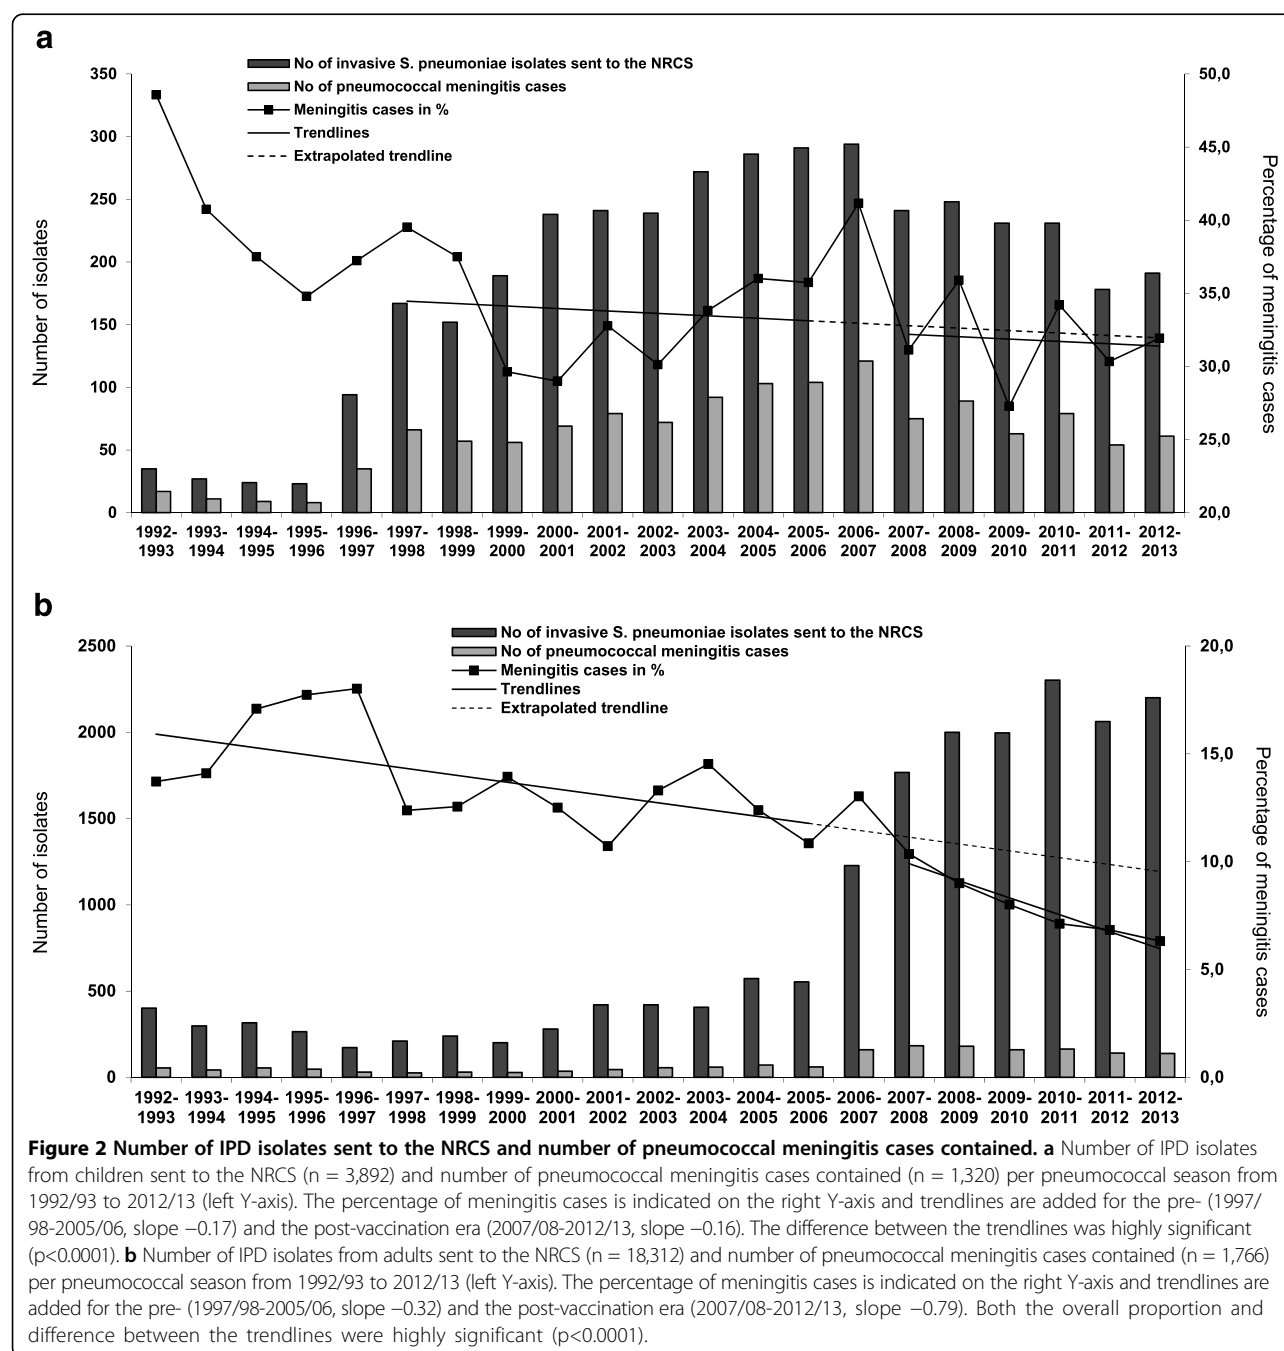 a
No of invasive S. pneumoniae isolates sent to the NRCS
No of pneumococcal meningitis cases
Meningitis cases in %
Trendlines
Extrapolated trendline
350
300
250
200
150
100
50
0
Number of isolates
50,0
45,0
40,0
35,0
30,0
25,0
20,0
Percentage of meningitis cases
1992- 1993- 1994- 1995- 1996- 1997- 1998- 1999- 2000- 2001- 2002- 2003- 2004- 2005- 2006- 2007- 2008- 2009- 2010- 2011- 2012-
1993 1994 1995 1996 1997 1998 1999 2000 2001 2002 2003 2004 2005 2006 2007 2008 2009 2010 2011 2012 2013
b
No of invasive S. pneumoniae isolates sent to the NRCS
No of pneumococcal meningitis cases
Meningitis cases in %
Trendlines
Extrapolated trendline
2500
2000
1500
1000
500
0
Number of isolates
20,0
15,0
10,0
5,0
0,0
Percentage of meningitis cases
1992- 1993- 1994- 1995- 1996- 1997- 1998- 1999- 2000- 2001- 2002- 2003- 2004- 2005- 2006- 2007- 2008- 2009- 2010- 2011- 2012-
1993 1994 1995 1996 1997 1998 1999 2000 2001 2002 2003 2004 2005 2006 2007 2008 2009 2010 2011 2012 2013
Figure 2 Number of IPD isolates sent to the NRCS and number of pneumococcal meningitis cases contained. a Number of IPD isolates
from children sent to the NRCS (n = 3,892) and number of pneumococcal meningitis cases contained (n = 1,320) per pneumococcal season from
1992/93 to 2012/13 (left Y-axis). The percentage of meningitis cases is indicated on the right Y-axis and trendlines are added for the pre- (1997/
98-2005/06, slope −0.17) and the post-vaccination era (2007/08-2012/13, slope −0.16). The difference between the trendlines was highly significant
(p<0.0001). b Number of IPD isolates from adults sent to the NRCS (n = 18,312) and number of pneumococcal meningitis cases contained (n = 1,766)
per pneumococcal season from 1992/93 to 2012/13 (left Y-axis). The percentage of meningitis cases is indicated on the right Y-axis and trendlines are
added for the pre- (1997/98-2005/06, slope −0.32) and the post-vaccination era (2007/08-2012/13, slope −0.79). Both the overall proportion and
difference between the trendlines were highly significant (p<0.0001).